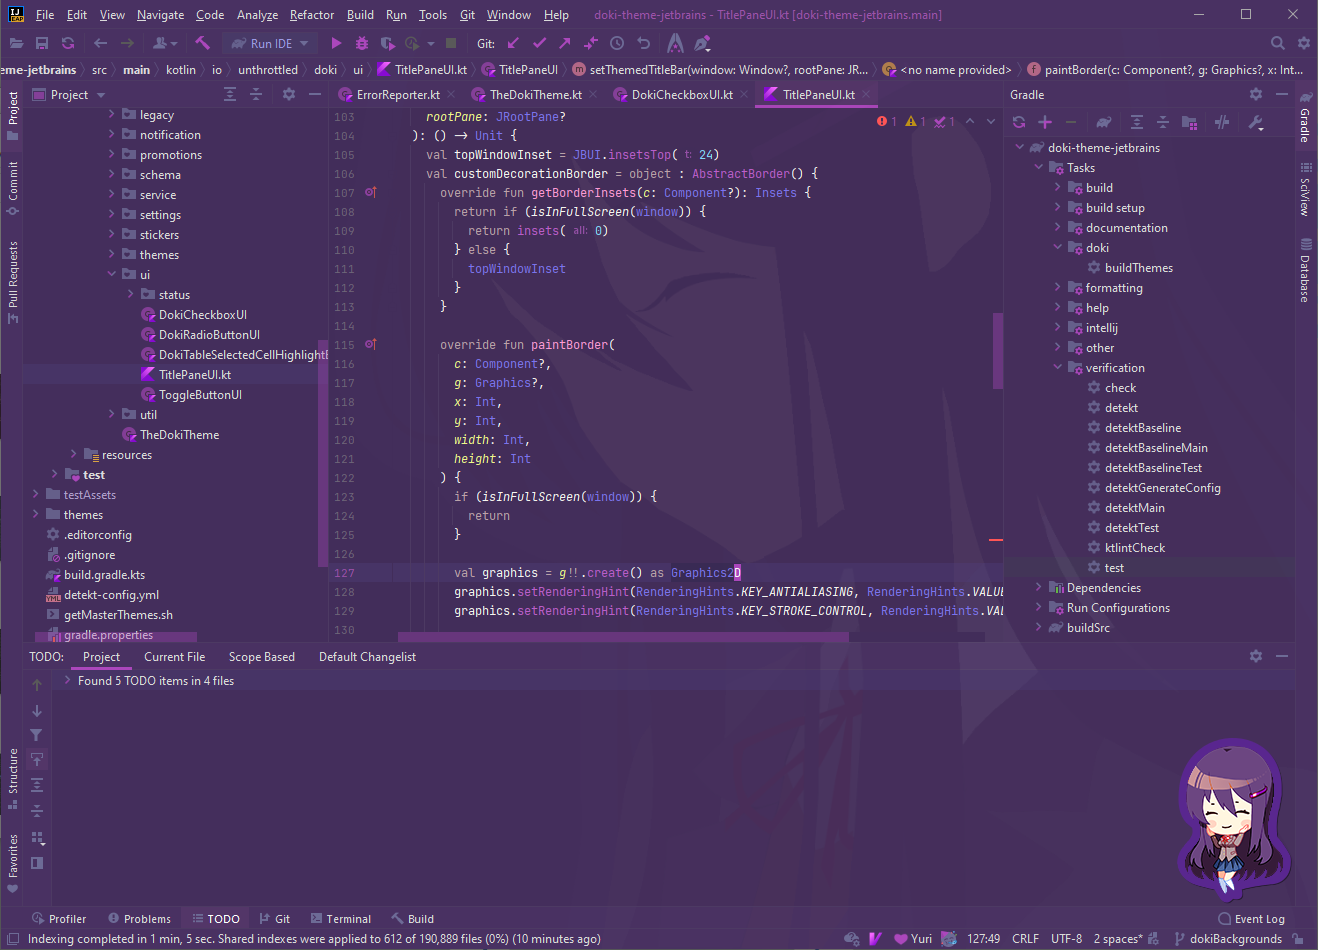 IJ EAP File Edit View Navigate Code Analyze Refactor Build Run Tools Git Window Help doki-theme-jetbrains - TitlePaneUI.kt [doki-theme-jetbrains.main]
Run IDE Git:
eme-jetbrains src main kotlin io unthrottled doki ui TitlePaneUI.kt TitlePaneUI setThemedTitleBar(window: Window?, rootPane: JR... <no name provided> paintBorder(c: Component?, g: Graphics?, x: Int...
Project
Commit
Pull Requests
Structure
Favorites
Project
legacy
notification
promotions
schema
service
settings
stickers
themes
ui
status
DokiCheckboxUI
DokiRadioButtonUI
DokiTableSelectedCellHighlightE
TitlePaneUI.kt
ToggleButtonUI
util
TheDokiTheme
resources
test
testAssets
themes
.editorconfig
.gitignore
build.gradle.kts
detekt-config.yml
getMasterThemes.sh
gradle.properties
ErrorReporter.kt TheDokiTheme.kt DokiCheckboxUI.kt TitlePaneUI.kt
1 1 1
103 rootPane: JRootPane?
104 ): () -> Unit {
105 val topWindowInset = JBUI.insetsTop( t: 24)
106 val customDecorationBorder = object : AbstractBorder() {
107 override fun getBorderInsets(c: Component?): Insets {
108 return if (isInFullScreen(window)) {
109 return insets( all: 0)
110 } else {
111 topWindowInset
112 }
113 }
114
115 override fun paintBorder(
116 c: Component?,
117 g: Graphics?,
118 x: Int,
119 y: Int,
120 width: Int,
121 height: Int
122 ) {
123 if (isInFullScreen(window)) {
124 return
125 }
126
127 val graphics = g!!.create() as Graphics2D
128 graphics.setRenderingHint(RenderingHints.KEY_ANTIALIASING, RenderingHints.VALUE
129 graphics.setRenderingHint(RenderingHints.KEY_STROKE_CONTROL, RenderingHints.VAL
130
Gradle
doki-theme-jetbrains
Tasks
build
build setup
documentation
doki
buildThemes
formatting
help
intellij
other
verification
check
detekt
detektBaseline
detektBaselineMain
detektBaselineTest
detektGenerateConfig
detektMain
detektTest
ktlintCheck
test
Dependencies
Run Configurations
buildSrc
Gradle
SciView
Database
TODO: Project Current File Scope Based Default Changelist
Found 5 TODO items in 4 files
Profiler Problems TODO Git Terminal Build Event Log
Indexing completed in 1 min, 5 sec. Shared indexes were applied to 612 of 190,889 files (0%) (10 minutes ago) Yuri 127:49 CRLF UTF-8 2 spaces* dokiBackgrounds